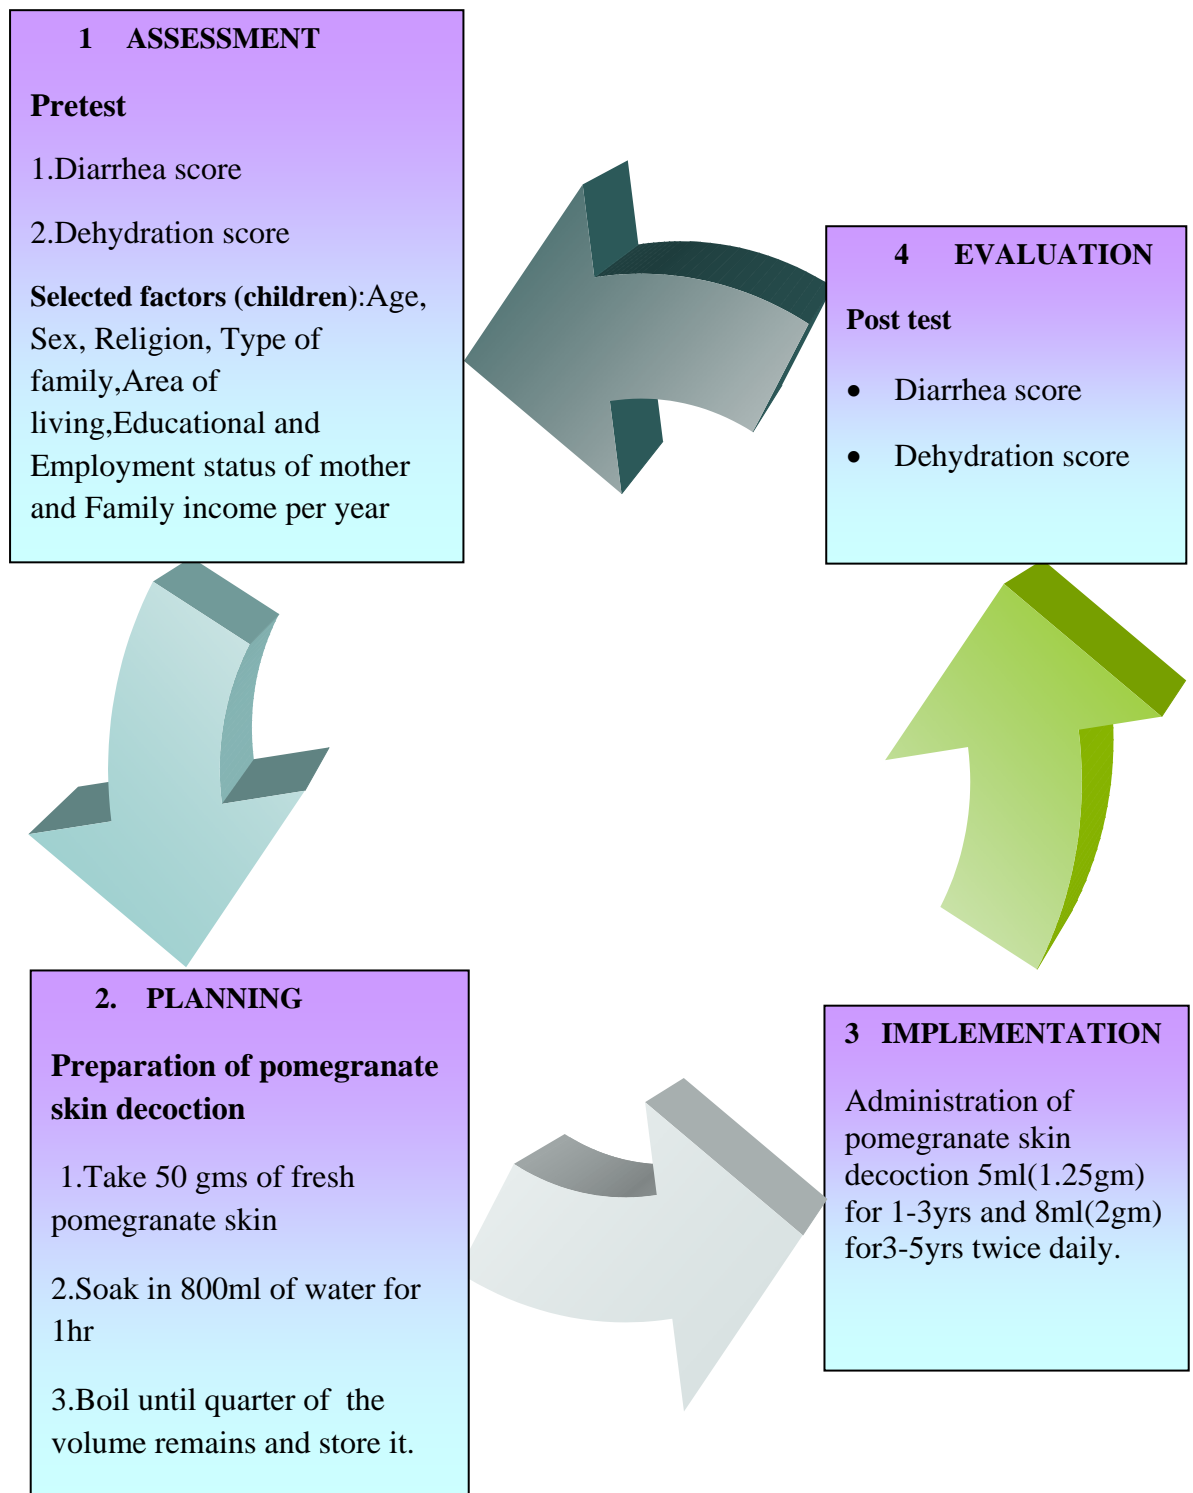 1 ASSESSMENT
Pretest
1.Diarrhea score
2.Dehydration score
Selected factors (children):Age,
Sex, Religion, Type of
family,Area of
living,Educational and
Employment status of mother
and Family income per year
2. PLANNING
Preparation of pomegranate
skin decoction
1.Take 50 gms of fresh
pomegranate skin
2.Soak in 800ml of water for
1hr
3.Boil until quarter of the
volume remains and store it.
3 IMPLEMENTATION
Administration of
pomegranate skin
decoction 5ml(1.25gm)
for 1-3yrs and 8ml(2gm)
for3-5yrs twice daily.
4 EVALUATION
Post test
• Diarrhea score
• Dehydration score